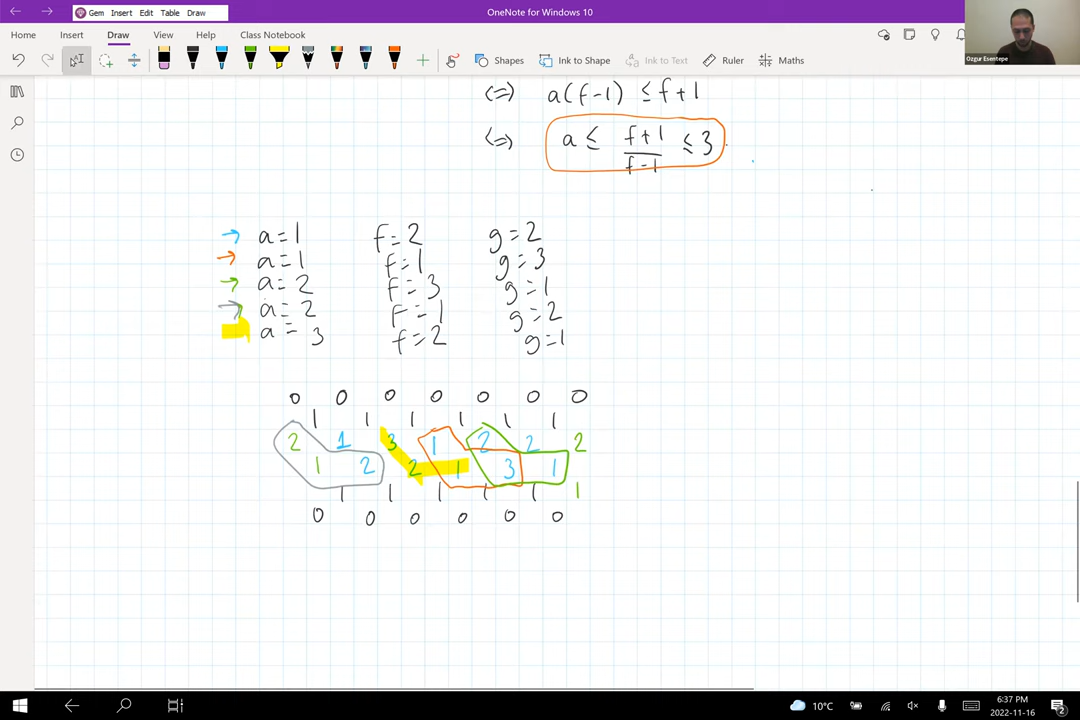 Gem Insert Edit Table Draw
OneNote for Windows 10
Home Insert Draw View Help Class Notebook
Ozgur Esentepe
Shapes Ink to Shape Ink to Text Ruler Maths
⇔ a(f-1) ≤ f+1
⇔ a ≤ (f+1)/(f-1) ≤ 3
→ a=1 f=2 g=2
→ a=1 f=1 g=3
→ a=2 f=3 g=1
→ a=2 f=1 g=2
a=3 f=2 g=1
0 0 0 0 0 0 0
1 1 1 1 1 1
2 1 3 1 2 2 2
1 2 2 1 3 1
1 1 1 1 1 1
0 0 0 0 0 0
10°C
6:37 PM
2022-11-16
2